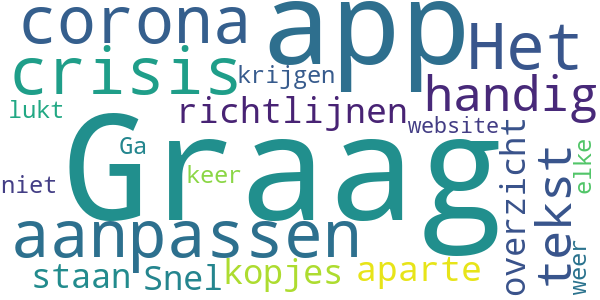 corona
app
Het
crisis
krijgen
handig
lukt
richtlijnen
Graag
website
Ga
niet
keer
overzicht
tekst
elke
aanpassen
weer
staan
Snel
kopjes
aparte